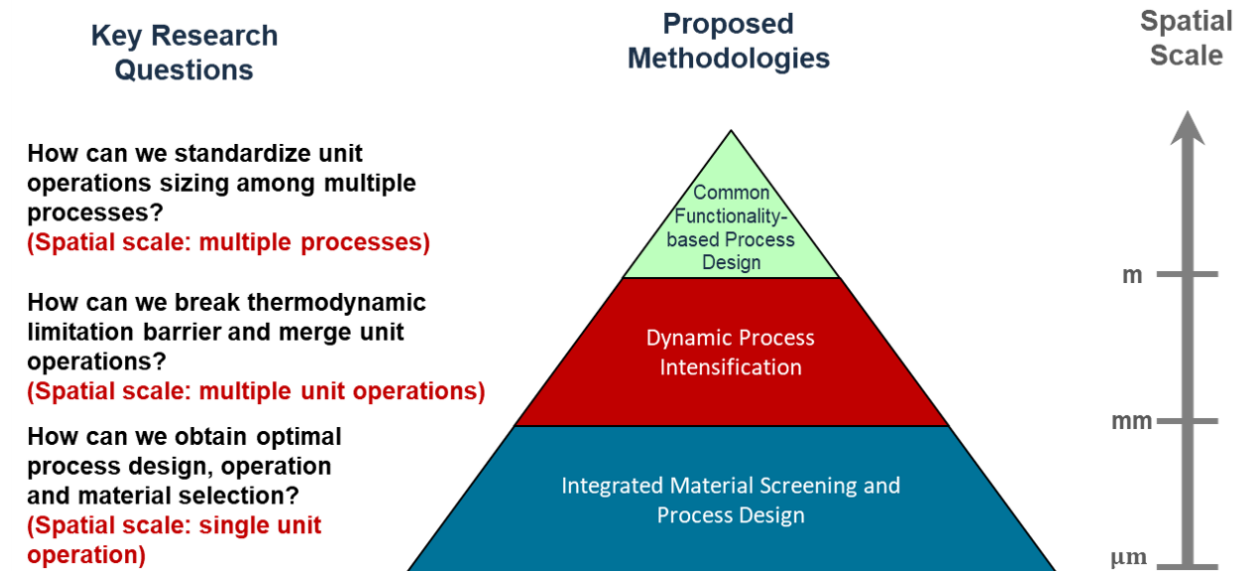 Key Research
Questions
Proposed
Methodologies
Spatial
Scale
How can we standardize unit
operations sizing among multiple
processes?
(Spatial scale: multiple processes)
Common
Functionality-
based Process
Design
m
How can we break thermodynamic
limitation barrier and merge unit
operations?
(Spatial scale: multiple unit operations)
Dynamic Process
Intensification
mm
How can we obtain optimal
process design, operation
and material selection?
(Spatial scale: single unit
operation)
Integrated Material Screening and
Process Design
μm